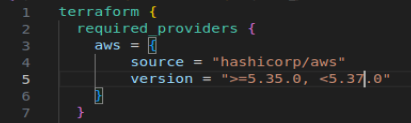 1 terraform {
2 required_providers {
3 aws = {
4 source = "hashicorp/aws"
5 version = ">=5.35.0, <5.37.0"
6 }
7 }